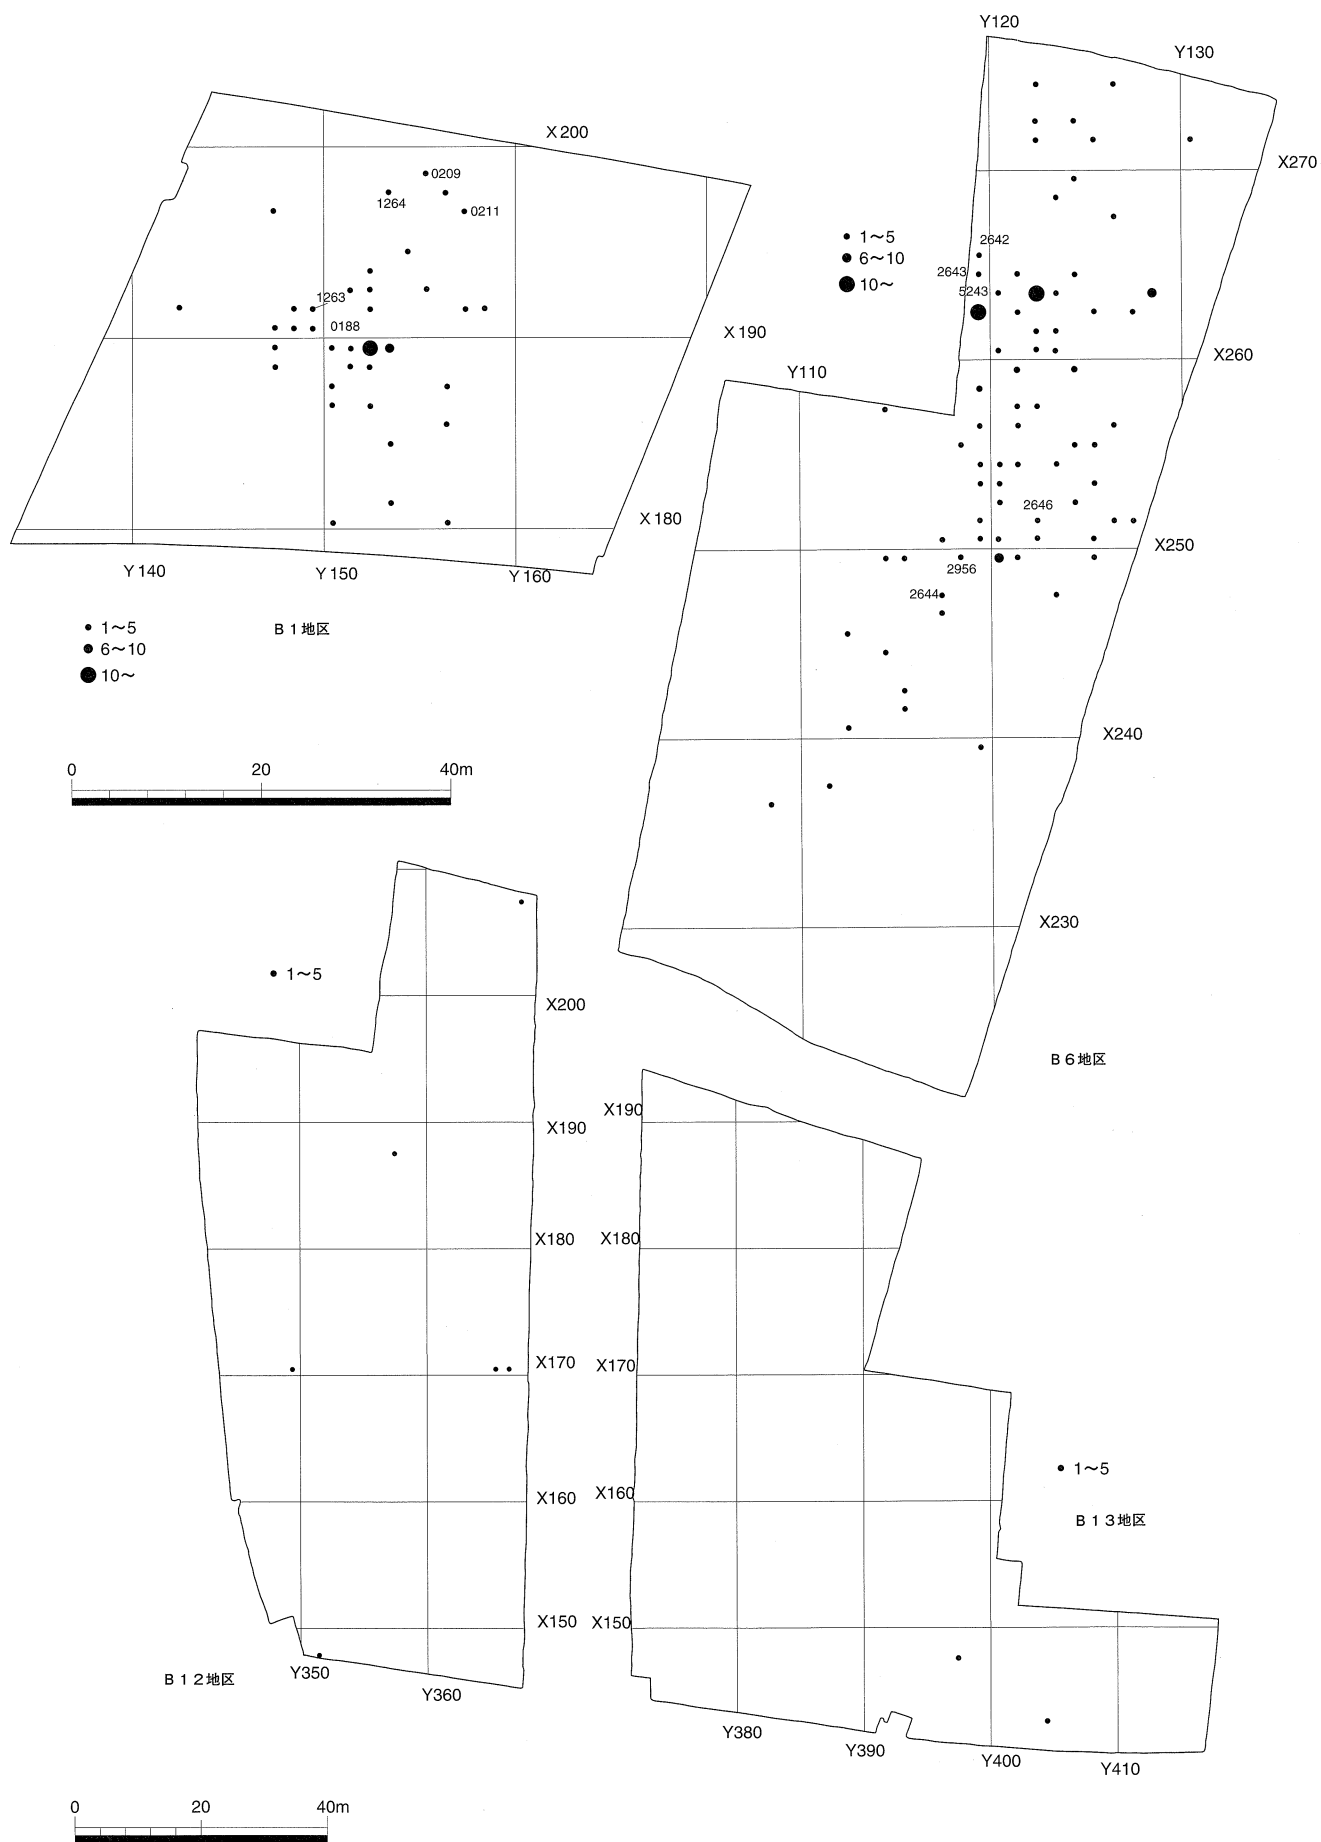 Y120
Y130
X200
0209
1264
0211
X270
1〜5
6〜10
10〜
2642
2643
5243
1263
0188
X190
X260
Y110
X180
2646
X250
Y140
Y150
Y160
2956
2644
1〜5
6〜10
10〜
B1地区
X240
0 20 40m
X230
1〜5
X200
B6地区
X190
X190
X180
X180
X170
X170
1〜5
X160
X160
B13地区
X150
X150
B12地区
Y350
Y360
Y380
Y390
Y400
Y410
0 20 40m